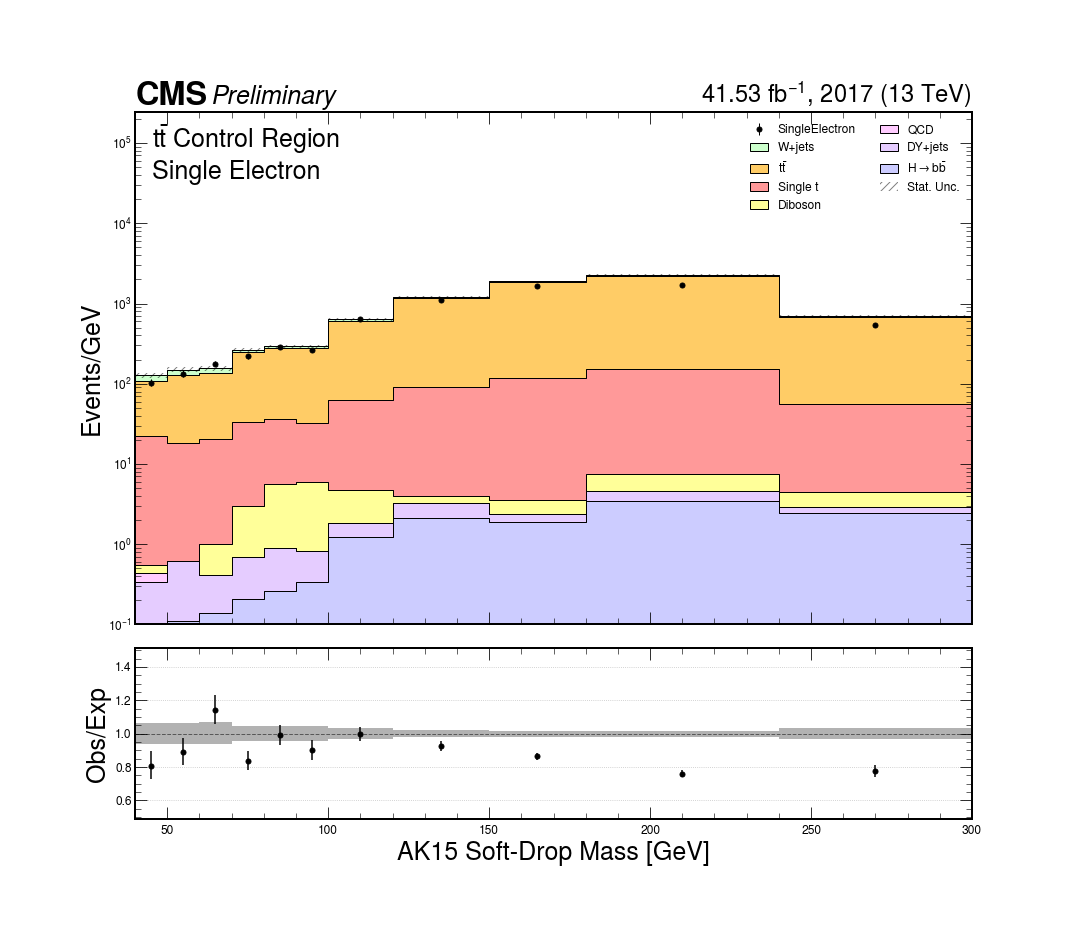 CMS Preliminary
41.53 fb⁻¹, 2017 (13 TeV)
tt̄ Control Region
Single Electron
SingleElectron
W+jets
tt̄
Single t
Diboson
QCD
DY+jets
H→bb̄
Stat. Unc.
Events/GeV
10⁵
10⁴
10³
10²
10¹
10⁰
10⁻¹
Obs/Exp
1.4
1.2
1.0
0.8
0.6
50 100 150 200 250 300
AK15 Soft-Drop Mass [GeV]